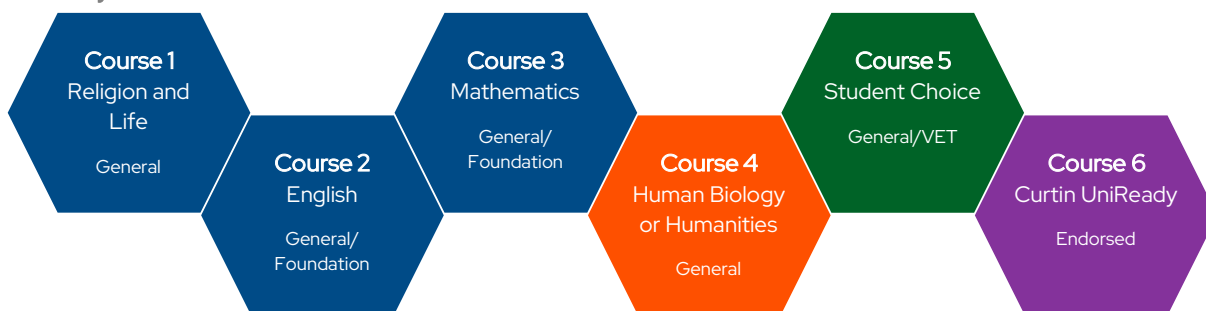 Course 1
Religion and
Life
General
Course 2
English
General/
Foundation
Course 3
Mathematics
General/
Foundation
Course 4
Human Biology
or Humanities
General
Course 5
Student Choice
General/VET
Course 6
Curtin UniReady
Endorsed